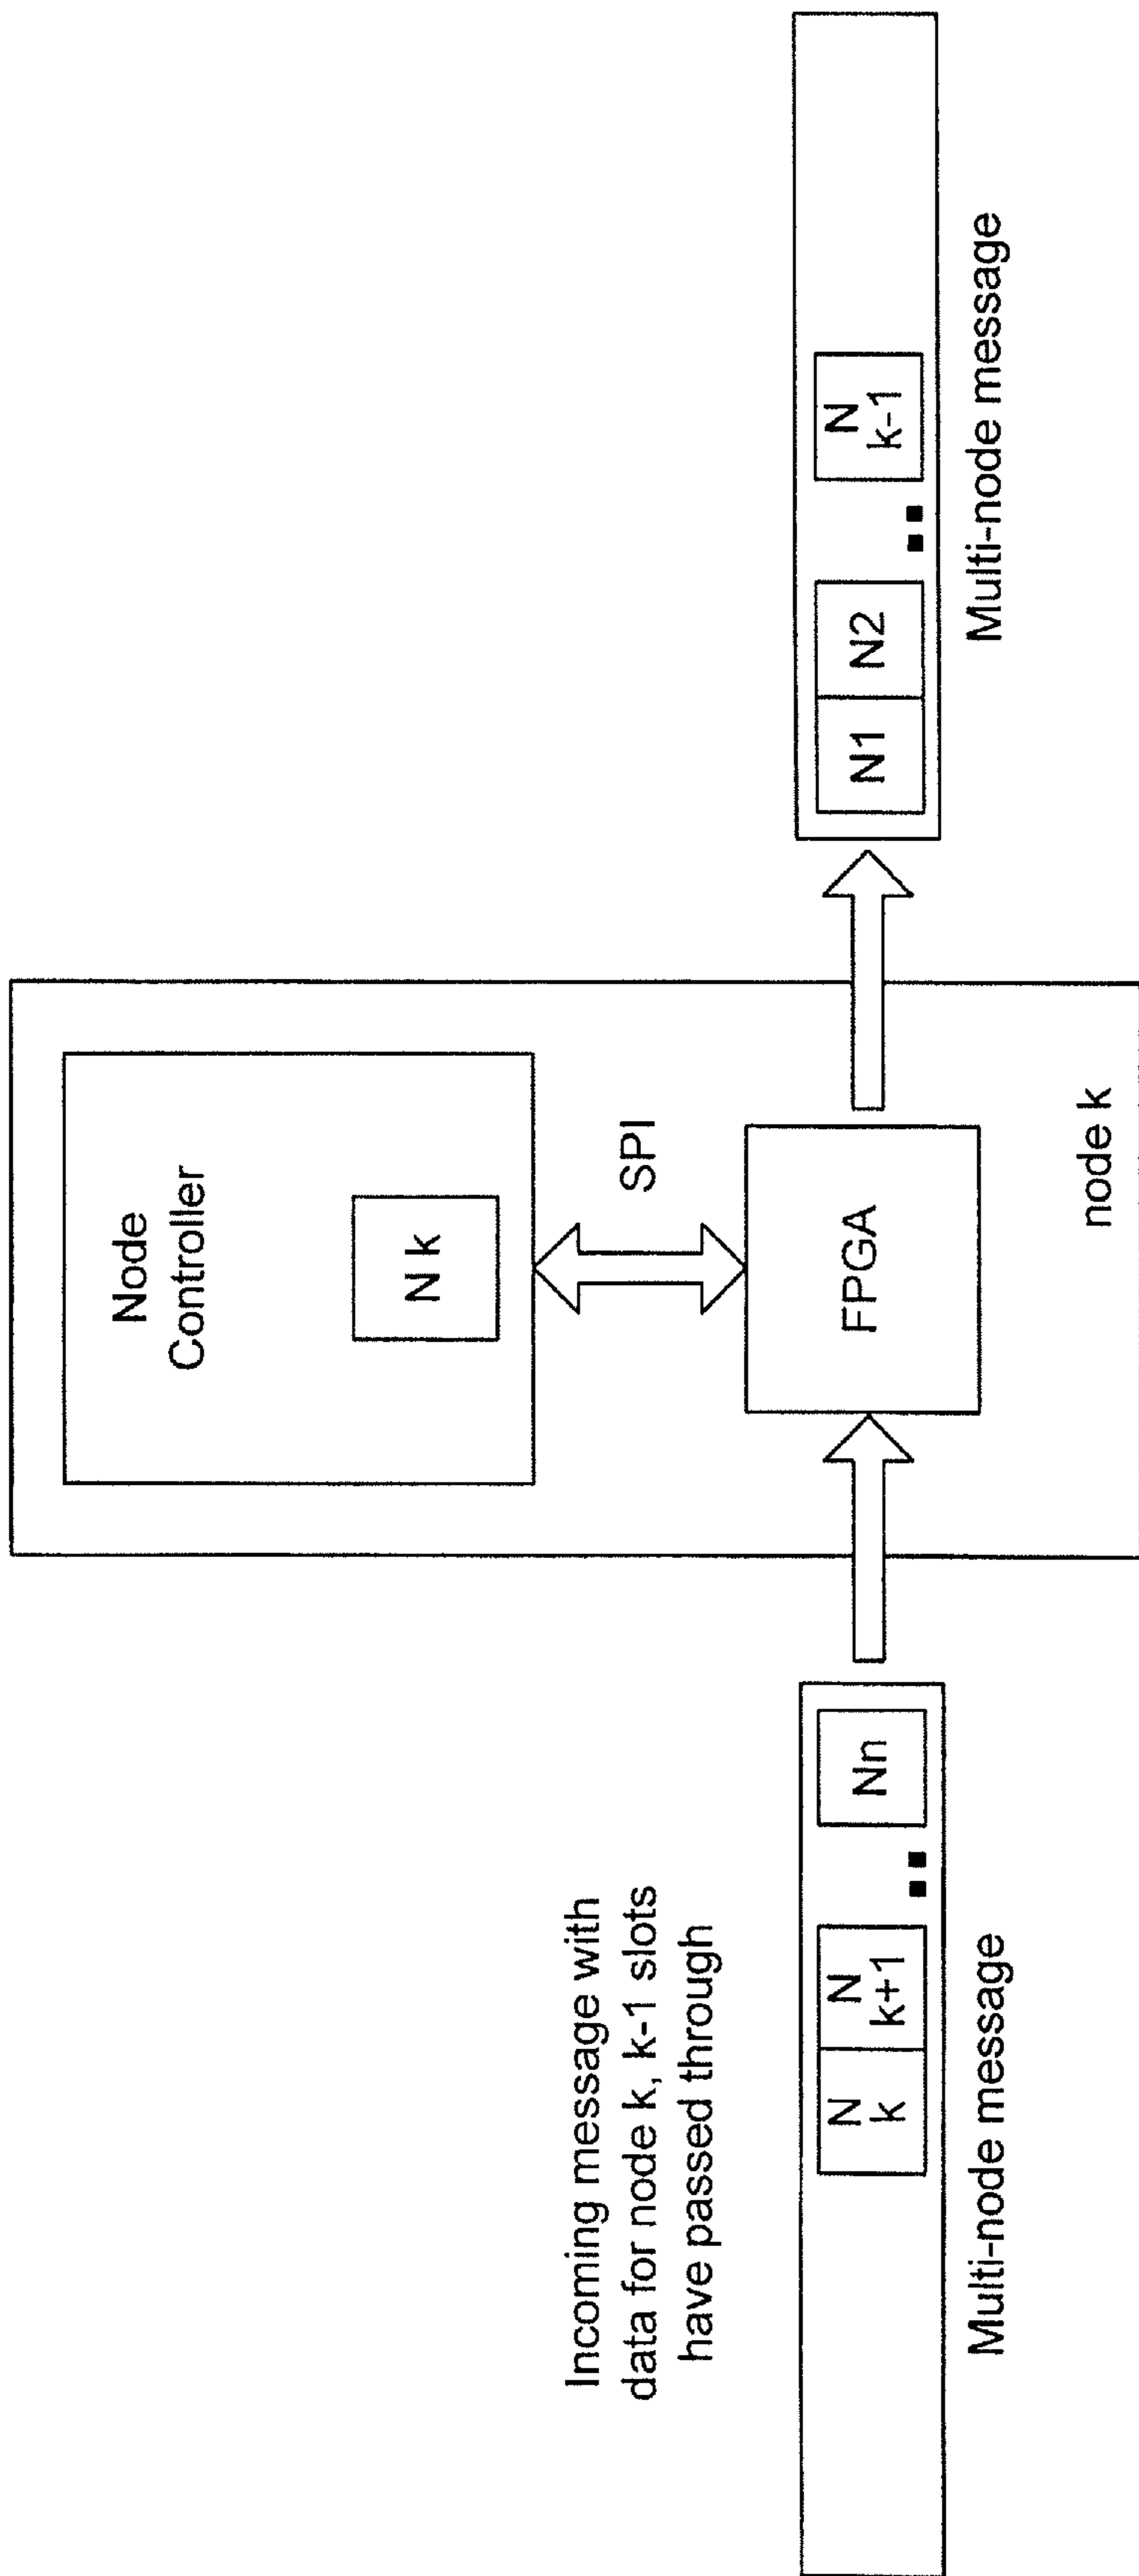 Node
Controller
N k
SPI
FPGA
node k
Incoming message with
data for node k, k-1 slots
have passed through
N
k
N
k+1
Nn
Multi-node message
N1
N2
N
k-1
Multi-node message